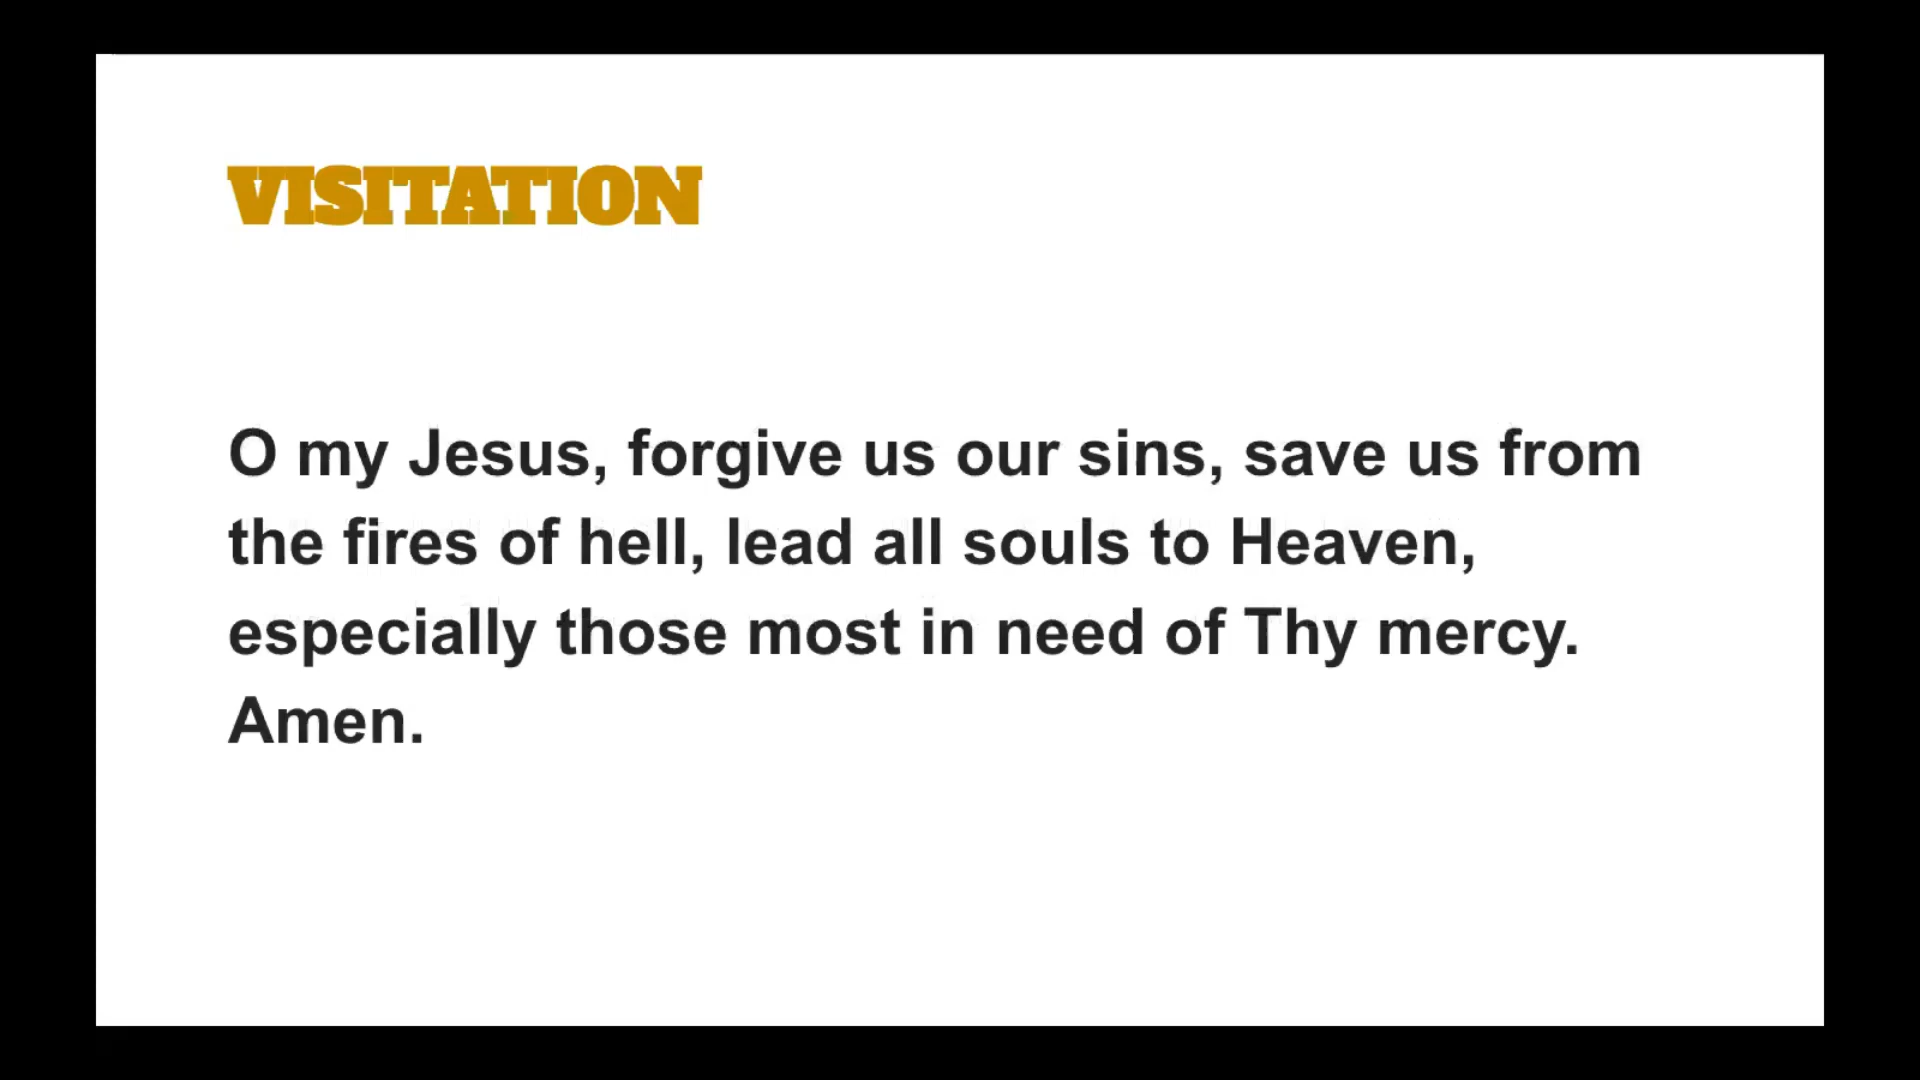 VISITATION
O my Jesus, forgive us our sins, save us from
the fires of hell, lead all souls to Heaven,
especially those most in need of Thy mercy.
Amen.